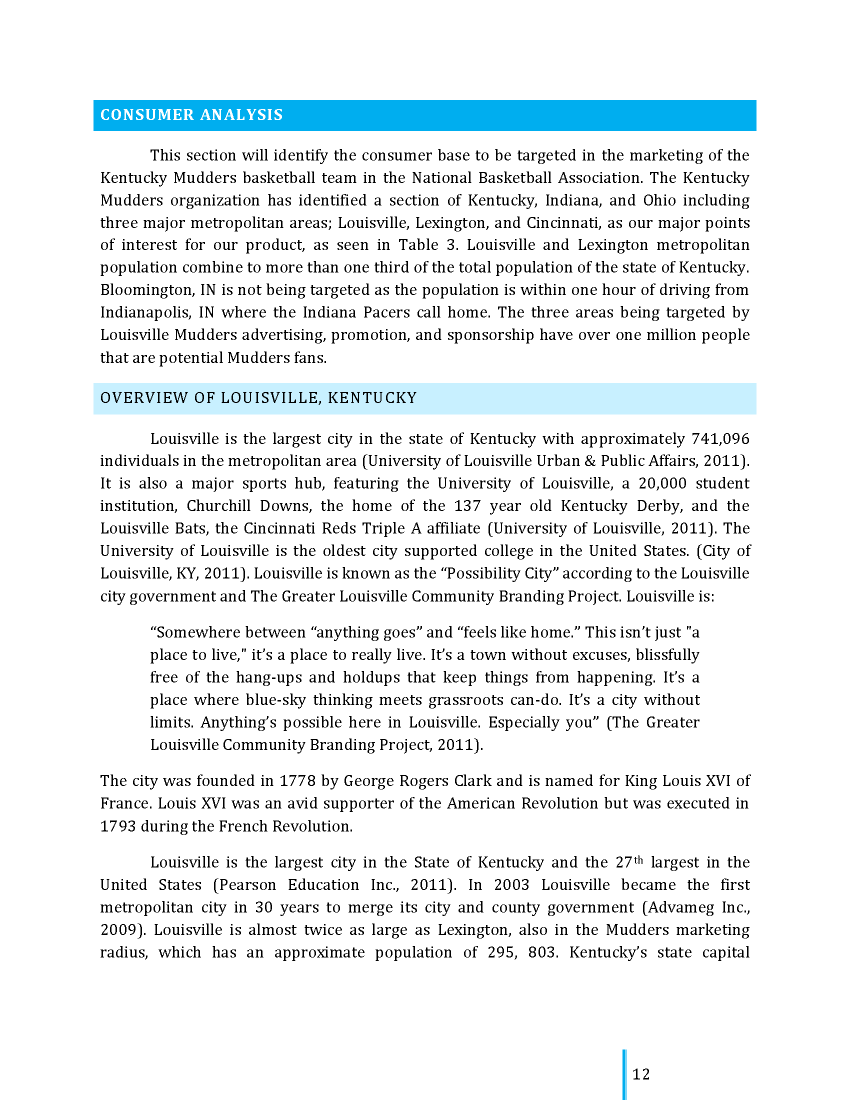 CONSUMER ANALYSIS
This section will identify the consumer base to be targeted in the marketing of the
Kentucky Mudders basketball team in the National Basketball Association. The Kentucky
Mudders organization has identified a section of Kentucky, Indiana, and Ohio including
three major metropolitan areas; Louisville, Lexington, and Cincinnati, as our major points
of interest for our product, as seen in Table 3. Louisville and Lexington metropolitan
population combine to more than one third of the total population of the state of Kentucky.
Bloomington, IN is not being targeted as the population is within one hour of driving from
Indianapolis, IN where the Indiana Pacers call home. The three areas being targeted by
Louisville Mudders advertising, promotion, and sponsorship have over one million people
that are potential Mudders fans.
OVERVIEW OF LOUISVILLE, KENTUCKY
Louisville is the largest city in the state of Kentucky with approximately 741,096
individuals in the metropolitan area (University of Louisville Urban & Public Affairs, 2011).
It is also a major sports hub, featuring the University of Louisville, a 20,000 student
institution, Churchill Downs, the home of the 137 year old Kentucky Derby, and the
Louisville Bats, the Cincinnati Reds Triple A affiliate (University of Louisville, 2011). The
University of Louisville is the oldest city supported college in the United States. (City of
Louisville, KY, 2011). Louisville is known as the “Possibility City” according to the Louisville
city government and The Greater Louisville Community Branding Project. Louisville is:
“Somewhere between “anything goes” and “feels like home.” This isn’t just "a
place to live," it’s a place to really live. It’s a town without excuses, blissfully
free of the hang-ups and holdups that keep things from happening. It’s a
place where blue-sky thinking meets grassroots can-do. It’s a city without
limits. Anything’s possible here in Louisville. Especially you” (The Greater
Louisville Community Branding Project, 2011).
The city was founded in 1778 by George Rogers Clark and is named for King Louis XVI of
France. Louis XVI was an avid supporter of the American Revolution but was executed in
1793 during the French Revolution.
Louisville is the largest city in the State of Kentucky and the 27th largest in the
United States (Pearson Education Inc., 2011). In 2003 Louisville became the first
metropolitan city in 30 years to merge its city and county government (Advameg Inc.,
2009). Louisville is almost twice as large as Lexington, also in the Mudders marketing
radius, which has an approximate population of 295, 803. Kentucky’s state capital
12